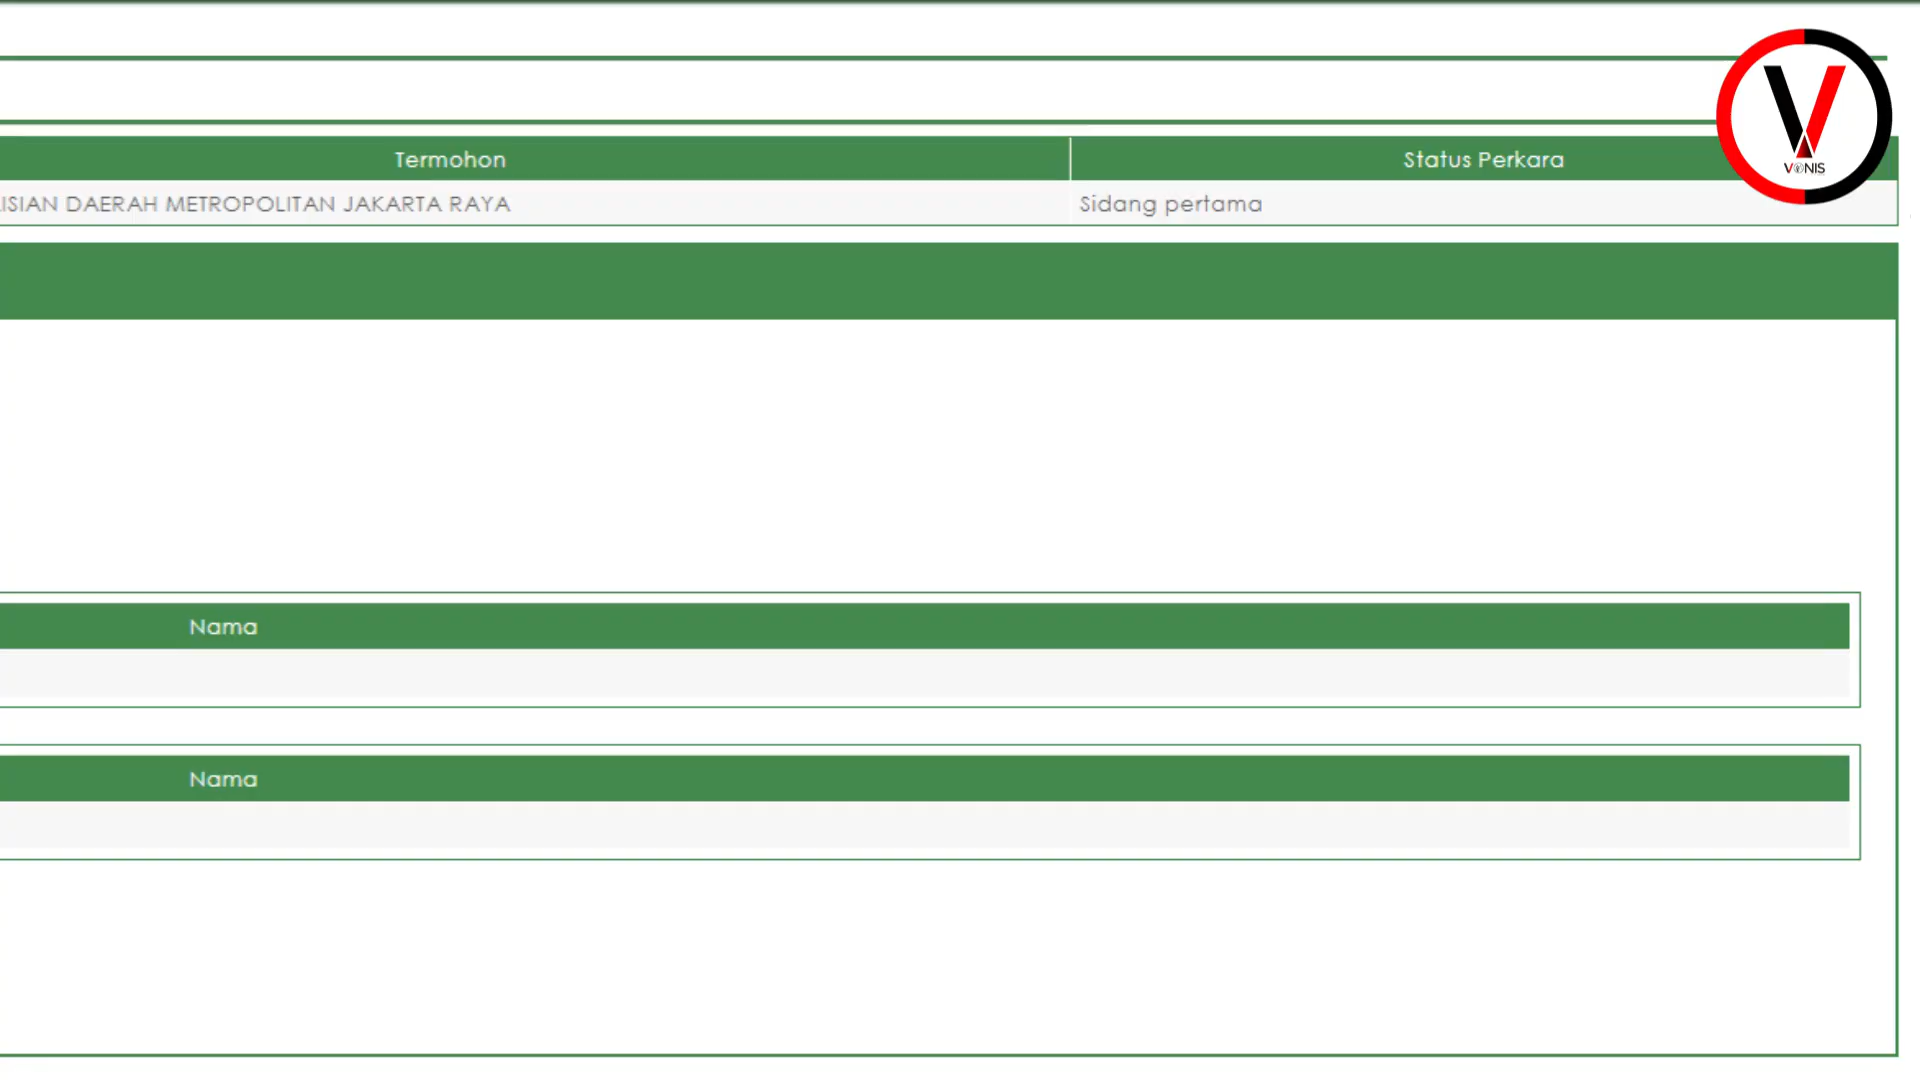 Termohon
Status Perkara
ISIAN DAERAH METROPOLITAN JAKARTA RAYA
Sidang pertama
Nama
Nama
VONIS